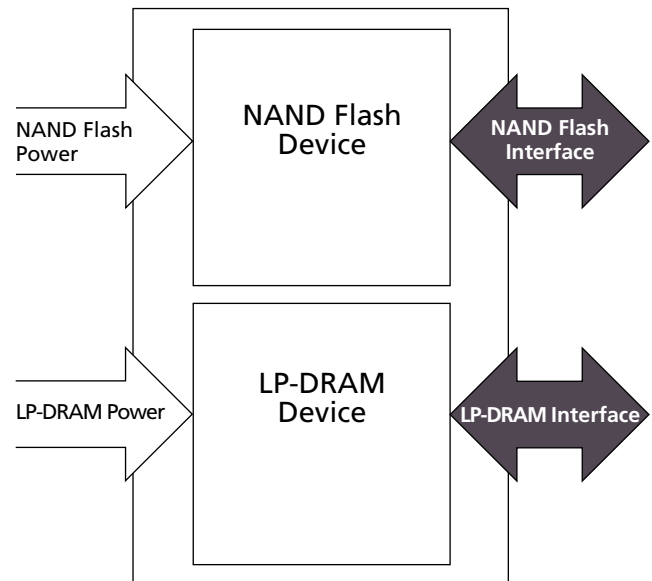 NAND Flash
Power
NAND Flash
Device
NAND Flash
Interface
LP-DRAM Power
LP-DRAM
Device
LP-DRAM Interface